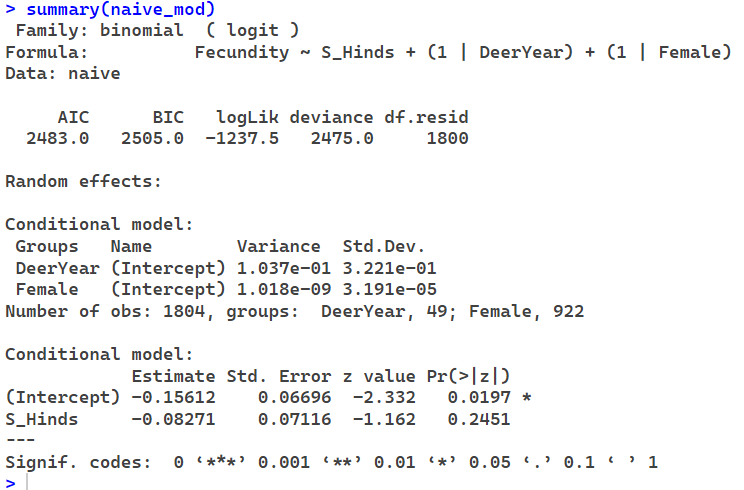 > summary(naive_mod)
 Family: binomial  ( logit )
Formula:          Fecundity ~ S_Hinds + (1 | DeerYear) + (1 | Female)
Data: naive

     AIC      BIC   logLik deviance df.resid
  2483.0   2505.0  -1237.5   2475.0     1800

Random effects:

Conditional model:
 Groups   Name        Variance  Std.Dev.
 DeerYear (Intercept) 1.037e-01 3.221e-01
 Female   (Intercept) 1.018e-09 3.191e-05
Number of obs: 1804, groups:  DeerYear, 49; Female, 922

Conditional model:
            Estimate Std. Error z value Pr(>|z|)
(Intercept) -0.15612    0.06696  -2.332   0.0197 *
S_Hinds     -0.08271    0.07116  -1.162   0.2451
---
Signif. codes:  0 ‘***’ 0.001 ‘**’ 0.01 ‘*’ 0.05 ‘.’ 0.1 ‘ ’ 1
>